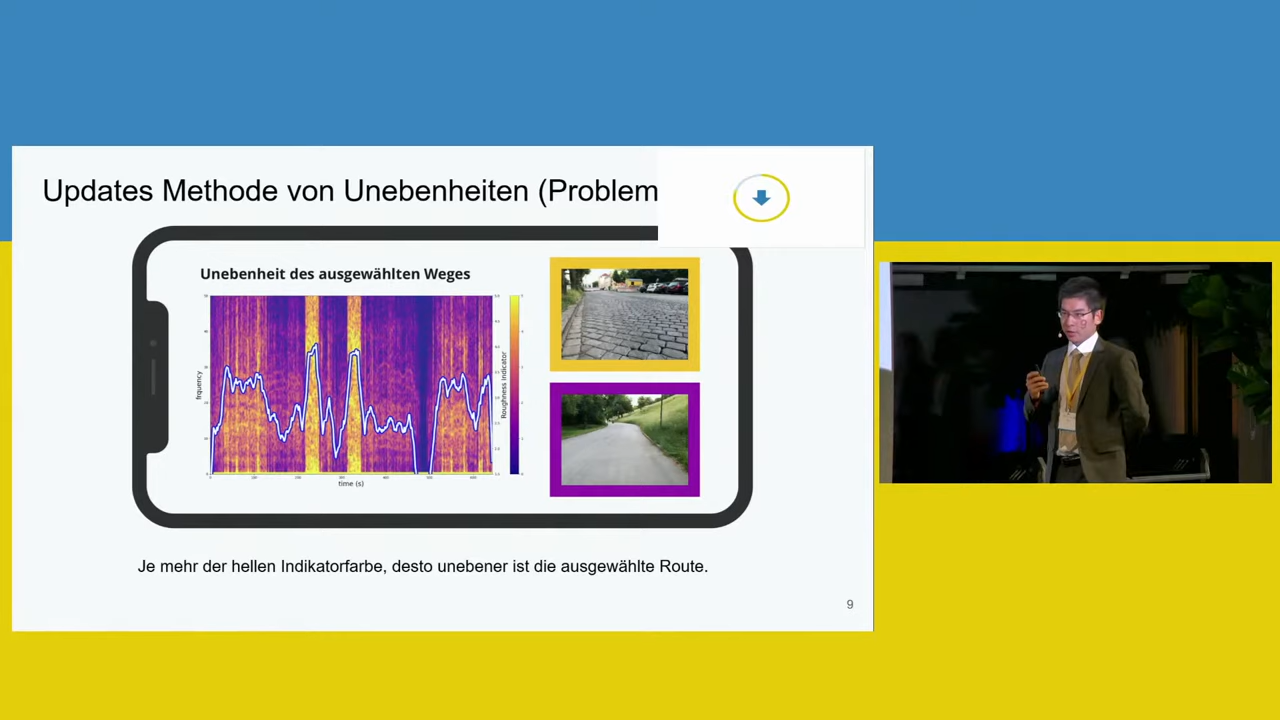 Updates Methode von Unebenheiten (Problem
Unebenheit des ausgewählten Weges
frquency
Roughness Indicator
time (s)
Je mehr der hellen Indikatorfarbe, desto unebener ist die ausgewählte Route.
9